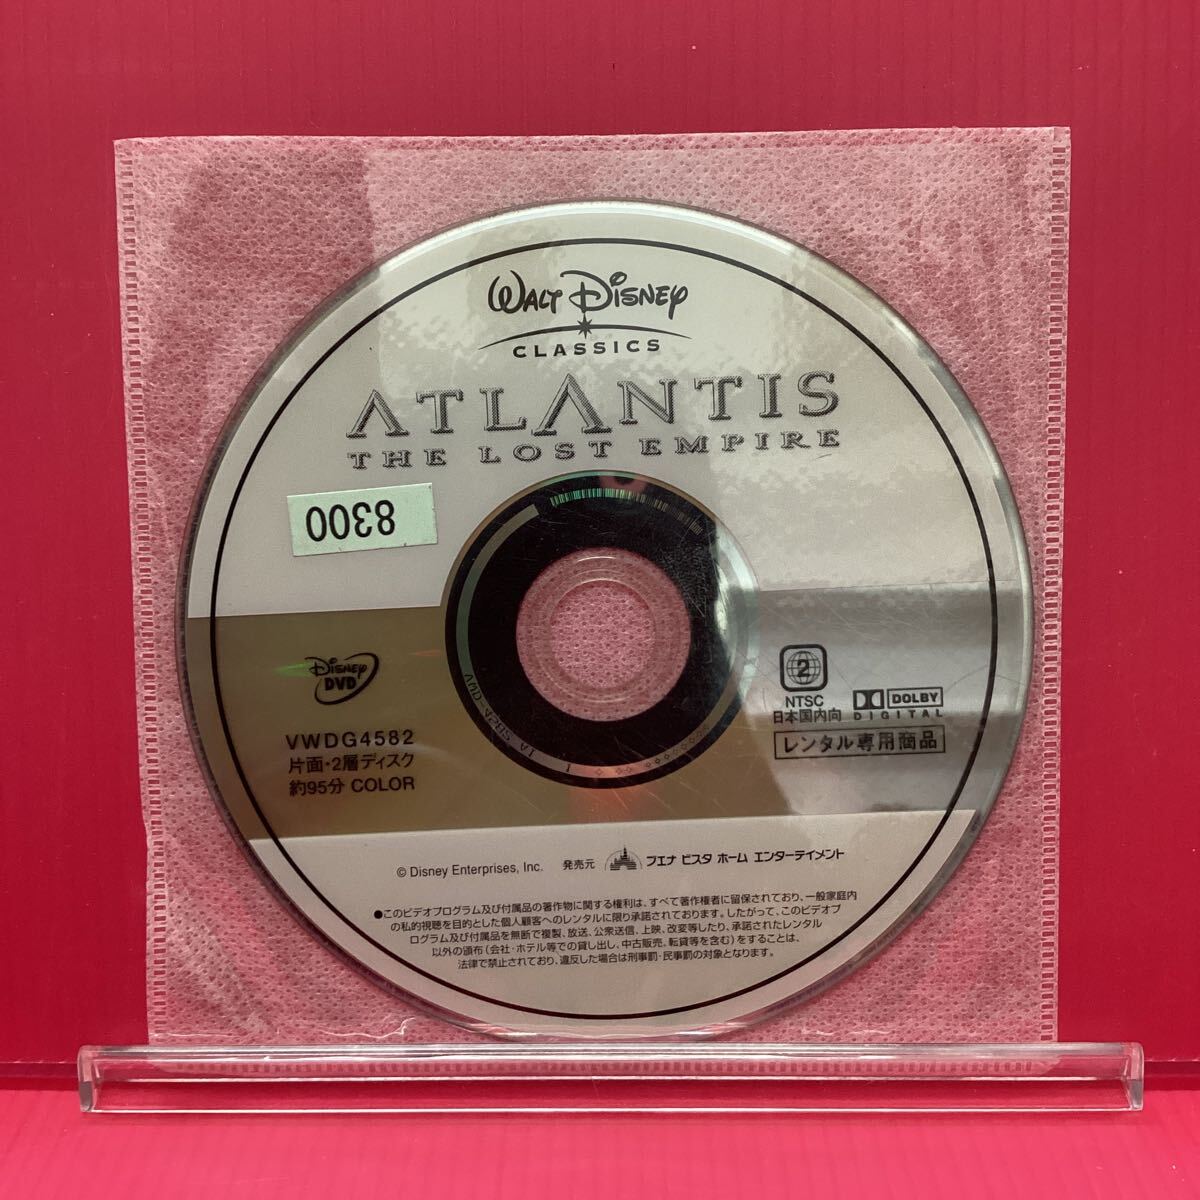 WALT DISNEY
CLASSICS
ATLANTIS
THE LOST EMPIRE
8300
DISNEY
DVD
VWDG4582
片面・2層ディスク
約95分 COLOR
2
NTSC
日本国内向
DOLBY
DIGITAL
レンタル専用商品
© Disney Enterprises, Inc. 発売元 ブエナ ビスタ ホーム エンターテイメント
●このビデオプログラム及び付属品の著作物に関する権利は、すべて著作権者に留保されており、一般家庭内
の私的視聴を目的とした個人顧客へのレンタルに限り承諾されております。したがって、このビデオプ
ログラム及び付属品を無断で複製、放送、公衆送信、上映、改変等したり、承諾されたレンタル
以外の頒布(会社・ホテル等での貸し出し、中古販売、転貸等を含む)をすることは、
法律で禁止されており、違反した場合は刑事罰・民事罰の対象となります。